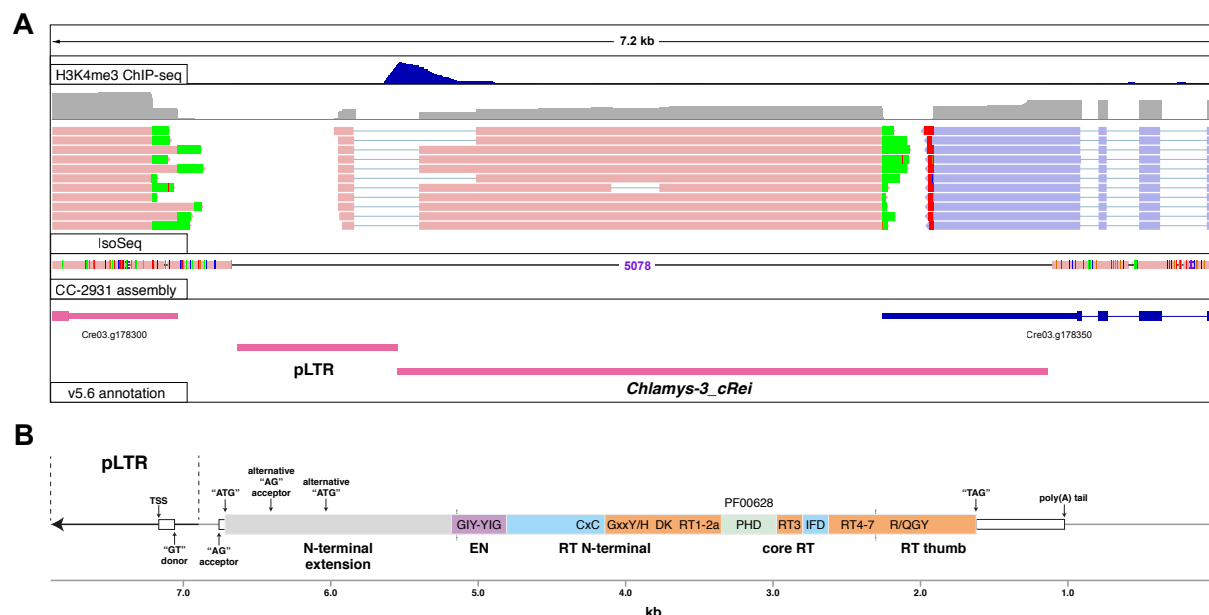 A
7.2 kb
H3K4me3 ChIP-seq
IsoSeq
5078
CC-2931 assembly
Cre03.g178300
Cre03.g178350
pLTR
Chlamys-3_cRei
v5.6 annotation
B
pLTR
TSS
"GT"
donor
"ATG"
"AG"
acceptor
alternative
"AG"
acceptor
alternative
"ATG"
PF00628
"TAG"
poly(A) tail
GIY-YIG
CxC
GxxY/H
DK
RT1-2a
PHD
RT3
IFD
RT4-7
R/QGY
N-terminal
extension
EN
RT N-terminal
core RT
RT thumb
7.0
6.0
5.0
4.0
3.0
2.0
1.0
kb